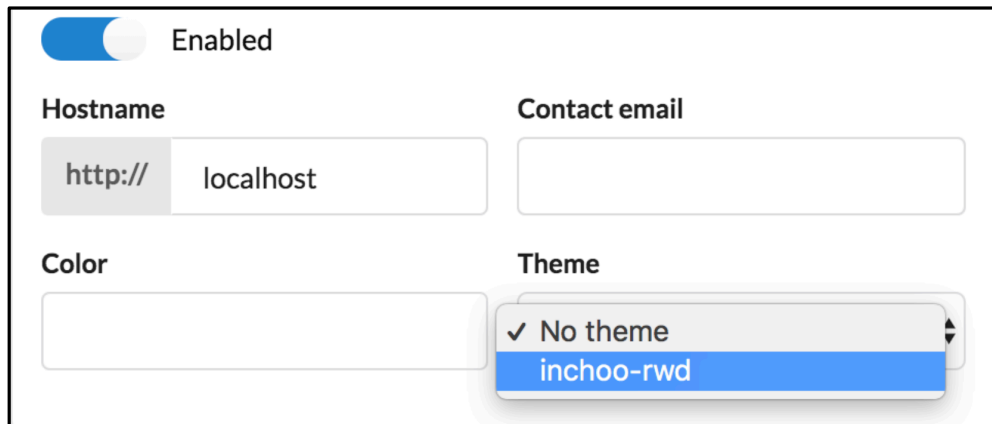 Enabled
Hostname
Contact email
http://
localhost
Color
Theme
✓ No theme
inchoo-rwd